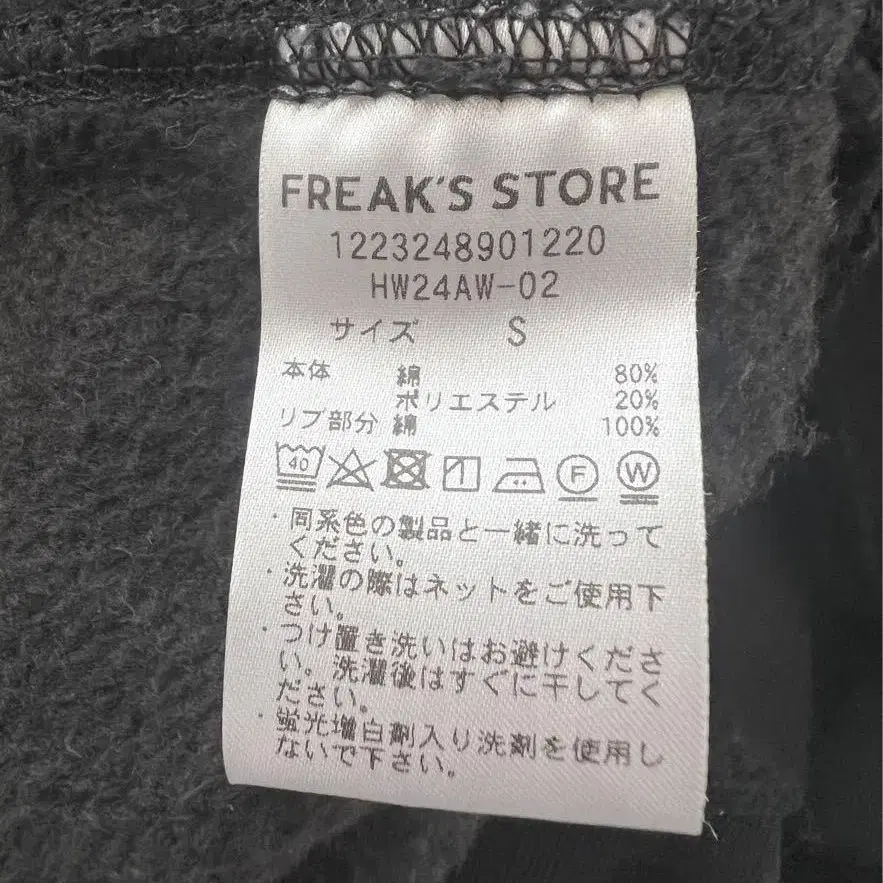 FREAK'S STORE
1223248901220
HW24AW-02
サイズ S
本体 綿 80%
ポリエステル 20%
リブ部分 綿 100%
40 F W
・同系色の製品と一緒に洗って
ください。
・洗濯の際はネットをご使用下
さい。
・つけ置き洗いはお避けくださ
い。洗濯後はすぐに干してく
ださい。
・蛍光増白剤入り洗剤を使用し
ないで下さい。